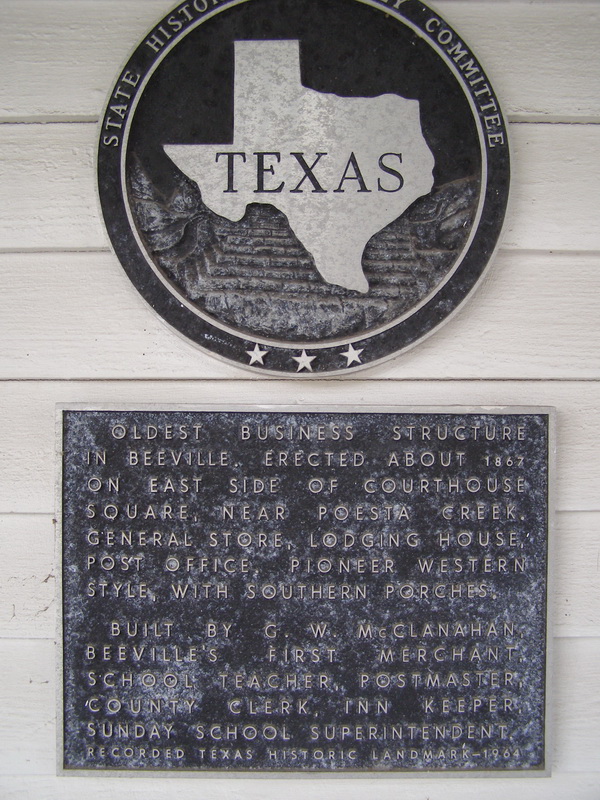 STATE HISTOR Y COMMITTEE
TEXAS
OLDEST BUSINESS STRUCTURE
IN BEEVILLE. ERECTED ABOUT 1867
ON EAST SIDE OF COURTHOUSE
SQUARE, NEAR POESTA CREEK.
GENERAL STORE, LODGING HOUSE,
POST OFFICE. PIONEER WESTERN
STYLE, WITH SOUTHERN PORCHES.
BUILT BY G. W. McCLANAHAN,
BEEVILLE'S FIRST MERCHANT,
SCHOOL TEACHER, POSTMASTER,
COUNTY CLERK, INN KEEPER,
SUNDAY SCHOOL SUPERINTENDENT.
RECORDED TEXAS HISTORIC LANDMARK-1964